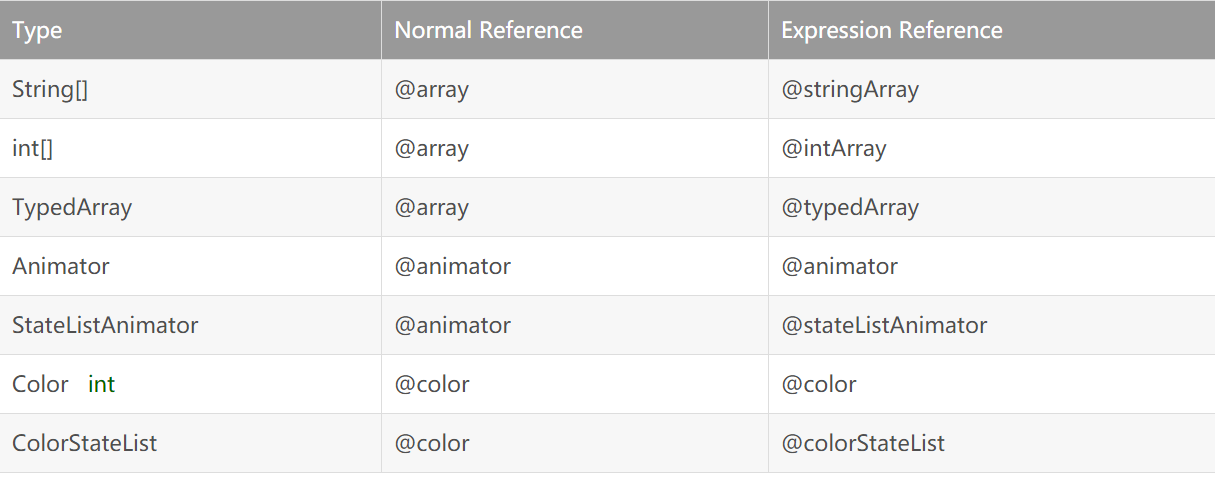 Type Normal Reference Expression Reference
String[] @array @stringArray
int[] @array @intArray
TypedArray @array @typedArray
Animator @animator @animator
StateListAnimator @animator @stateListAnimator
Color int @color @color
ColorStateList @color @colorStateList